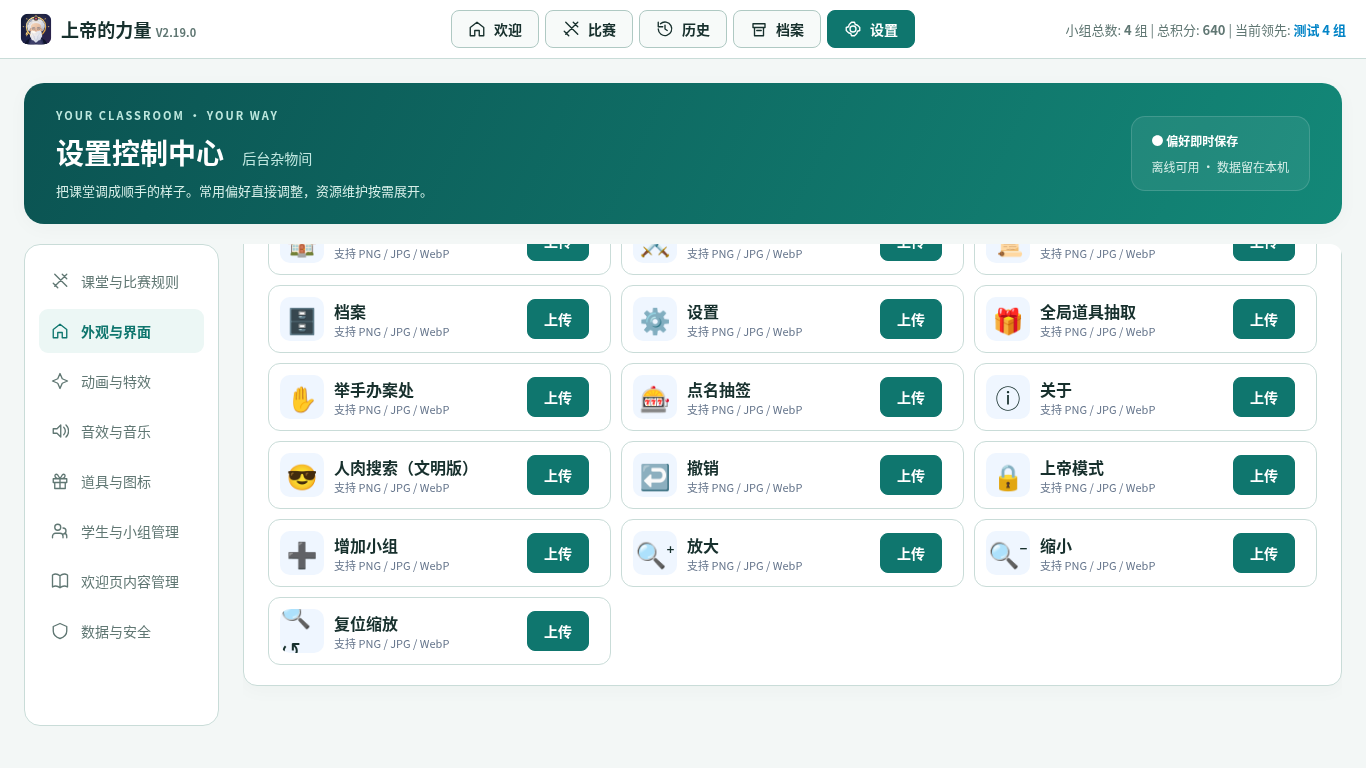 上帝的力量 V2.19.0
欢迎
比赛
历史
档案
设置
小组总数: 4 组 | 总积分: 640 | 当前领先: 测试 4 组
YOUR CLASSROOM · YOUR WAY
设置控制中心 后台杂物间
把课堂调成顺手的样子。常用偏好直接调整，资源维护按需展开。
偏好即时保存
离线可用 · 数据留在本机
课堂与比赛规则
外观与界面
动画与特效
音效与音乐
道具与图标
学生与小组管理
欢迎页内容管理
数据与安全
支持 PNG / JPG / WebP
上传
支持 PNG / JPG / WebP
上传
支持 PNG / JPG / WebP
上传
档案
支持 PNG / JPG / WebP
上传
设置
支持 PNG / JPG / WebP
上传
全局道具抽取
支持 PNG / JPG / WebP
上传
举手办案处
支持 PNG / JPG / WebP
上传
点名抽签
支持 PNG / JPG / WebP
上传
关于
支持 PNG / JPG / WebP
上传
人肉搜索（文明版）
支持 PNG / JPG / WebP
上传
撤销
支持 PNG / JPG / WebP
上传
上帝模式
支持 PNG / JPG / WebP
上传
增加小组
支持 PNG / JPG / WebP
上传
放大
支持 PNG / JPG / WebP
上传
缩小
支持 PNG / JPG / WebP
上传
复位缩放
支持 PNG / JPG / WebP
上传